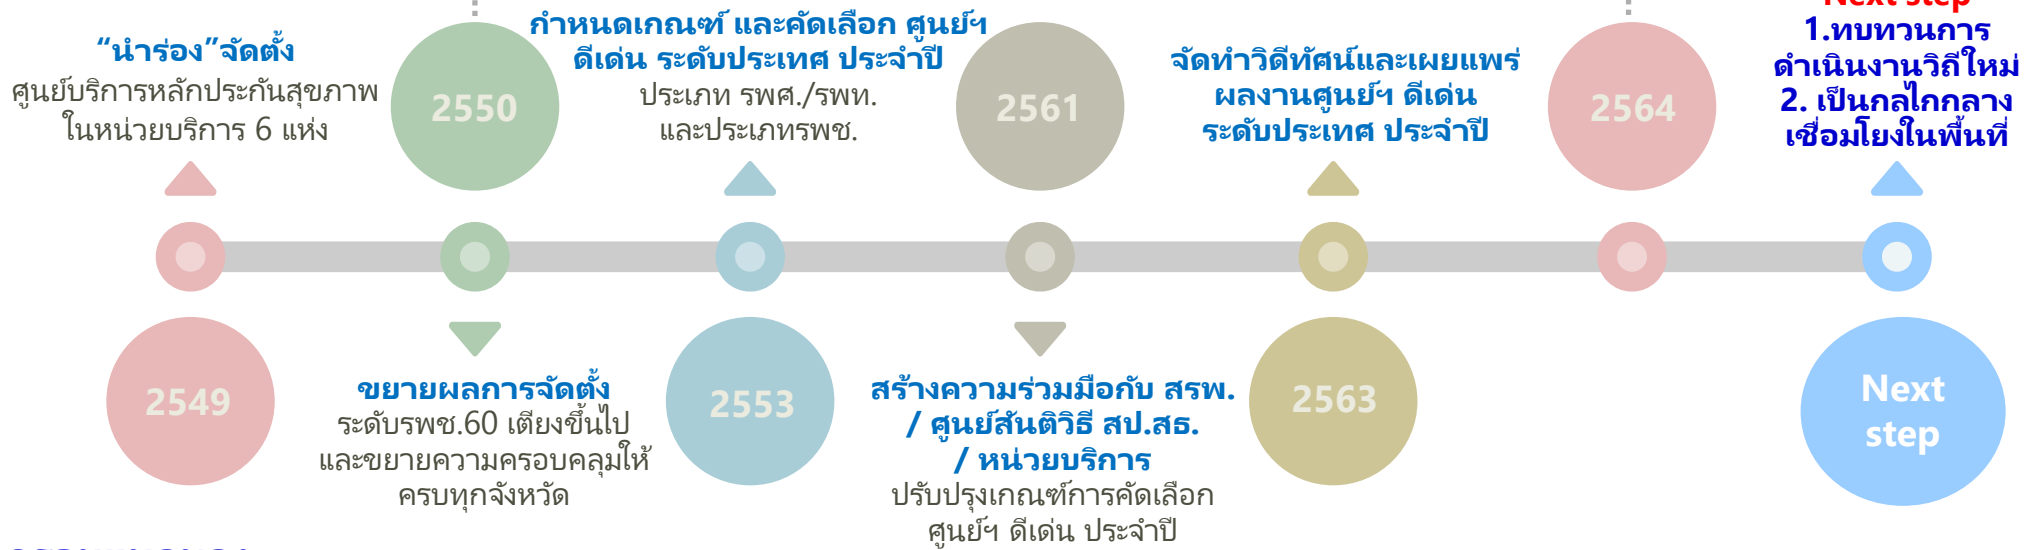 “นำร่อง”จัดตั้ง
ศูนย์บริการหลักประกันสุขภาพ
ในหน่วยบริการ 6 แห่ง
2549
2550
ขยายผลการจัดตั้ง
ระดับรพช.60 เตียงขึ้นไป
และขยายความครอบคลุมให้
ครบทุกจังหวัด
กำหนดเกณฑ์ และคัดเลือก ศูนย์ฯ
ดีเด่น ระดับประเทศ ประจำปี
ประเภท รพศ./รพท.
และประเภทรพช.
2553
2561
สร้างความร่วมมือกับ สรพ.
/ ศูนย์สันติวิธี สป.สธ.
/ หน่วยบริการ
ปรับปรุงเกณฑ์การคัดเลือก
ศูนย์ฯ ดีเด่น ประจำปี
จัดทำวิดีทัศน์และเผยแพร่
ผลงานศูนย์ฯ ดีเด่น
ระดับประเทศ ประจำปี
2563
2564
Next step
1.ทบทวนการ
ดำเนินงานวิถีใหม่
2. เป็นกลไกกลาง
เชื่อมโยงในพื้นที่
Next
step